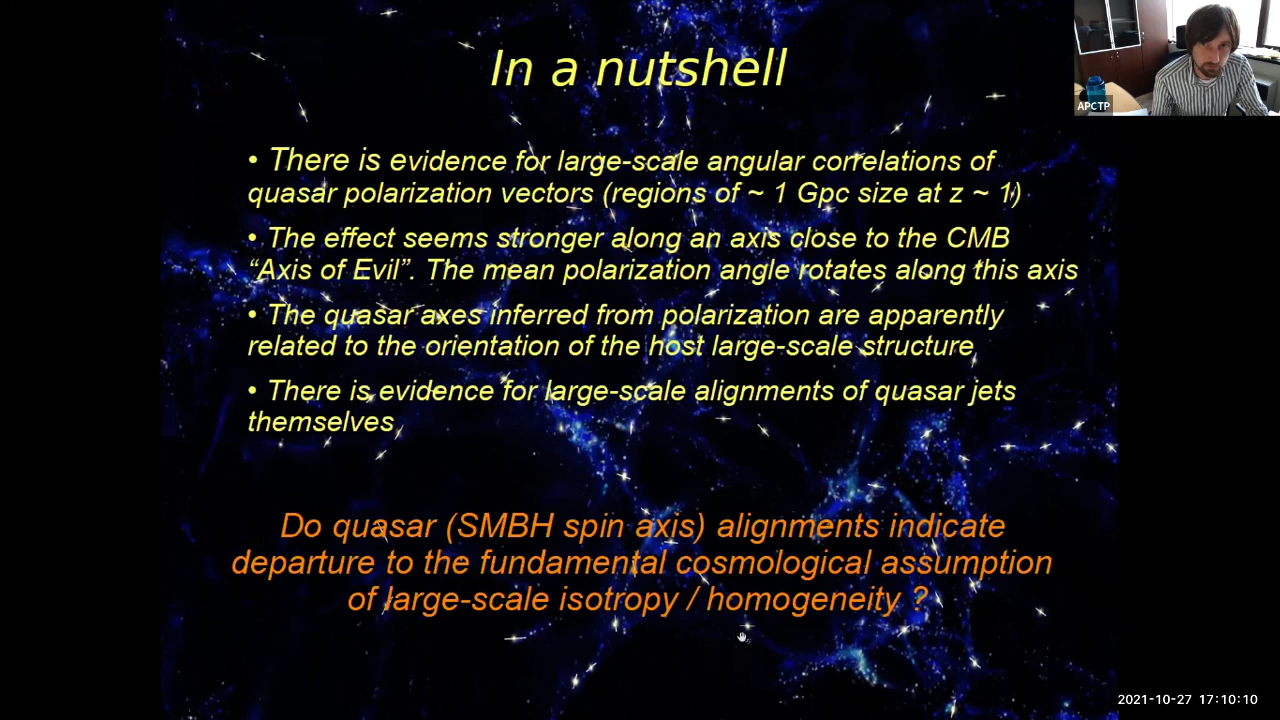 In a nutshell
APCTP
• There is evidence for large-scale angular correlations of
quasar polarization vectors (regions of ~ 1 Gpc size at z ~ 1)
• The effect seems stronger along an axis close to the CMB
“Axis of Evil”. The mean polarization angle rotates along this axis
• The quasar axes inferred from polarization are apparently
related to the orientation of the host large-scale structure
• There is evidence for large-scale alignments of quasar jets
themselves
Do quasar (SMBH spin axis) alignments indicate
departure to the fundamental cosmological assumption
of large-scale isotropy / homogeneity ?
2021-10-27 17:10:10